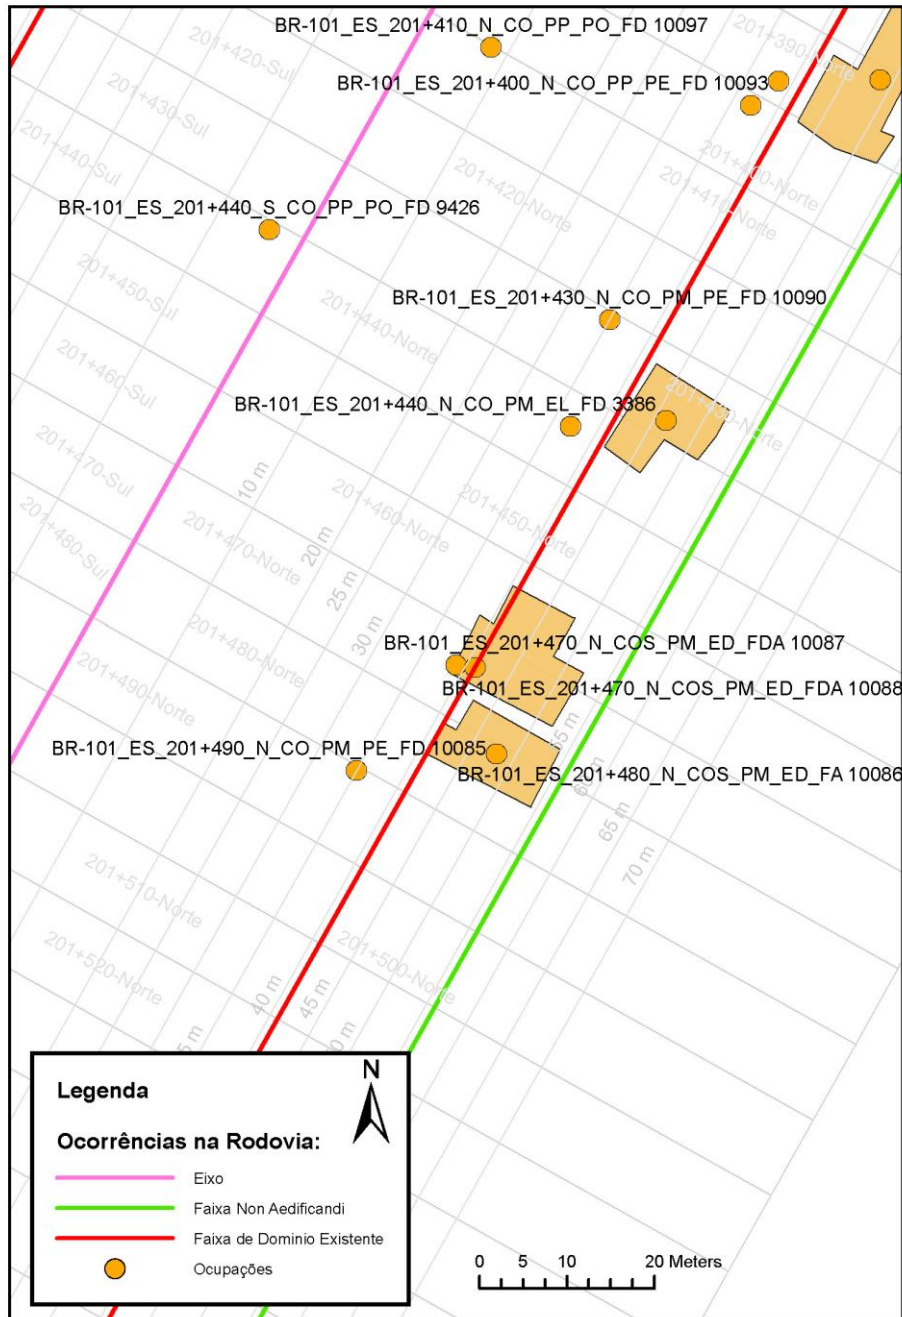 BR-101_ES_201+410_N_CO_PP_PO_FD 10097
201+420-Sul
201+390-Norte
BR-101_ES_201+400_N_CO_PP_PE_FD 10093
201+430-Sul
201+440-Sul
201+400-Norte
201+420-Norte
201+410-Norte
BR-101_ES_201+440_S_CO_PP_PO_FD 9426
201+450-Sul
BR-101_ES_201+430_N_CO_PM_PE_FD 10090
201+440-Norte
201+460-Sul
BR-101_ES_201+440_N_CO_PM_EL_FD 3386
201+430-Norte
201+470-Sul
10 m
201+480-Sul
201+460-Norte
201+450-Norte
201+470-Norte
20 m
25 m
30 m
BR-101_ES_201+470_N_COS_PM_ED_FDA 10087
201+480-Norte
BR-101_ES_201+470_N_COS_PM_ED_FDA 10088
201+490-Norte
55 m
BR-101_ES_201+490_N_CO_PM_PE_FD 10085
BR-101_ES_201+480_N_COS_PM_ED_FA 10086
60 m
65 m
70 m
201+510-Norte
201+500-Norte
201+520-Norte
40 m
45 m
N
Legenda
Ocorrências na Rodovia:
Eixo
Faixa Non Aedificandi
Faixa de Dominio Existente
Ocupações
0 5 10 20 Meters